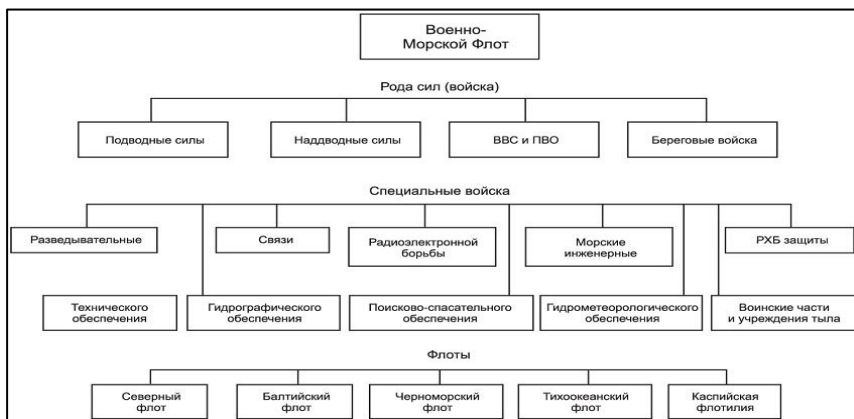 Военно-
Морской Флот
Рода сил (войска)
Подводные силы
Наддводные силы
ВВС и ПВО
Береговые войска
Специальные войска
Разведывательные
Связи
Радиоэлектронной
борьбы
Морские
инженерные
РХБ защиты
Технического
обеспечения
Гидрографического
обеспечения
Поисково-спасательного
обеспечения
Гидрометеорологического
обеспечения
Воинские части
и учреждения тыла
Флоты
Северный
флот
Балтийский
флот
Черноморский
флот
Тихоокеанский
флот
Каспийская
флотилия